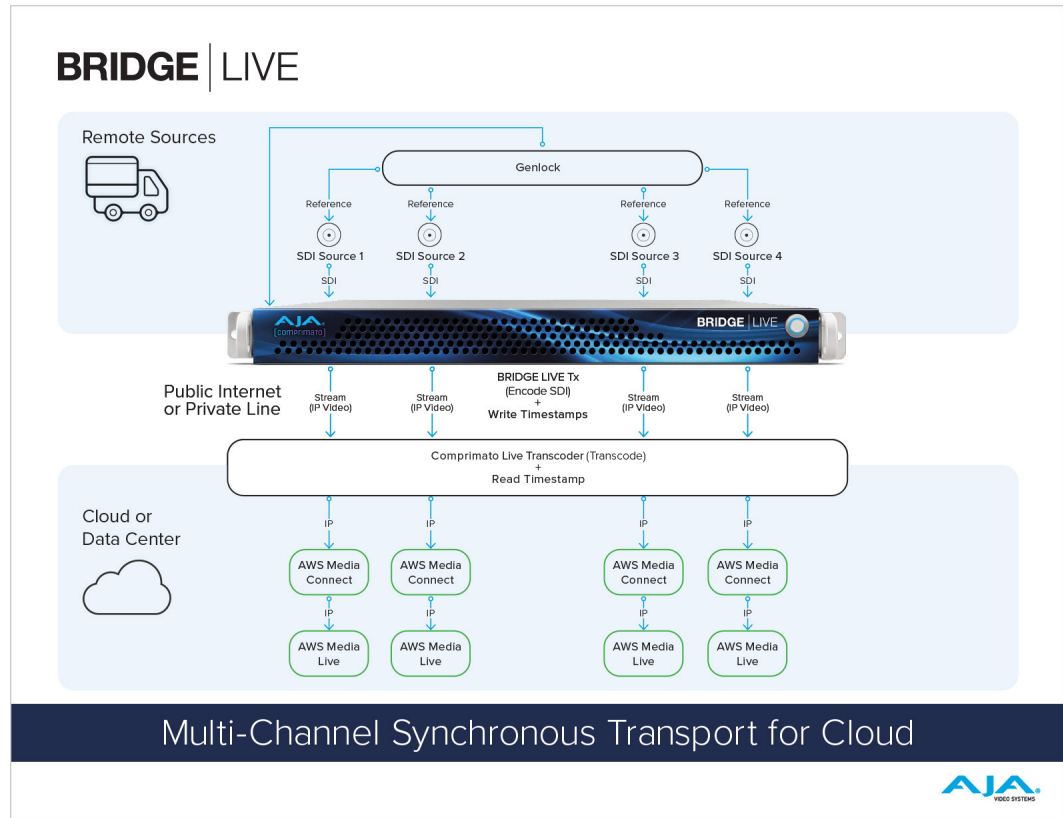 BRIDGE | LIVE
Remote Sources
Genlock
Reference
Reference
Reference
Reference
SDI Source 1
SDI Source 2
SDI Source 3
SDI Source 4
SDI
SDI
SDI
SDI
AJA
[comprimato]
BRIDGE | LIVE
Public Internet
or Private Line
Stream
(IP Video)
Stream
(IP Video)
BRIDGE LIVE Tx
(Encode SDI)
+
Write Timestamps
Stream
(IP Video)
Stream
(IP Video)
Comprimato Live Transcoder (Transcode)
+
Read Timestamp
Cloud or
Data Center
IP
IP
IP
IP
AWS Media
Connect
AWS Media
Connect
AWS Media
Connect
AWS Media
Connect
IP
IP
IP
IP
AWS Media
Live
AWS Media
Live
AWS Media
Live
AWS Media
Live
Multi-Channel Synchronous Transport for Cloud
AJA
VIDEO SYSTEMS